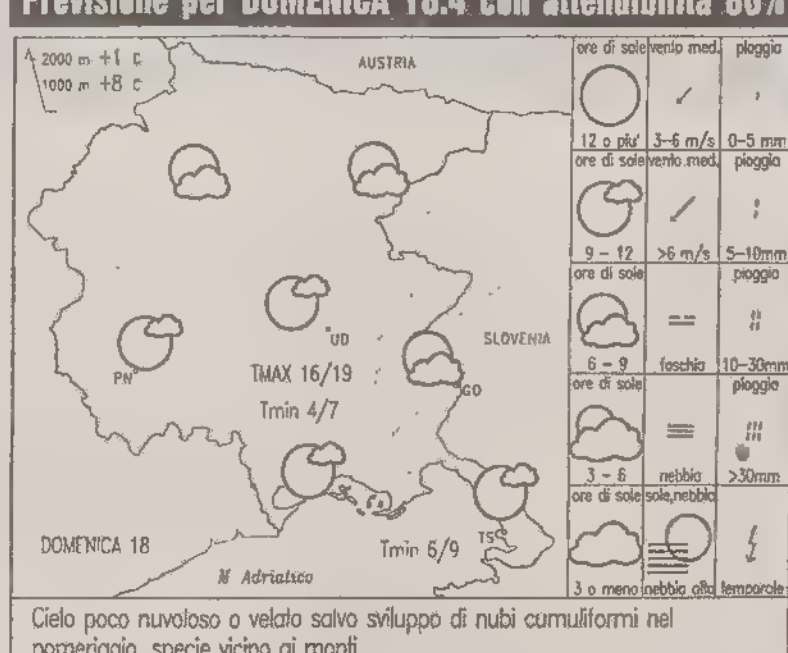 Previsione per DOMENICA 18.4 con attendibilità 80%
2000 m +1 C
1000 m +8 C
AUSTRIA
SLOVENIA
UD
PN
GO
TMAX 16/19
Tmin 4/7
TS
Tmin 6/9
DOMENICA 18
M Adriatico
ore di sole vento med. pioggia
12 o piu' 3-6 m/s 0-5 mm
ore di sole vento med. pioggia
9 - 12 >6 m/s 5-10mm
ore di sole pioggia
6 - 9 foschia 10-30mm
ore di sole pioggia
3 - 6 nebbia >30mm
ore di sole sole,nebbia
3 o meno nebbia alta temporale
Cielo poco nuvoloso o velato salvo sviluppo di nubi cumuliformi nel
pomeriggio, specie vicino ai monti